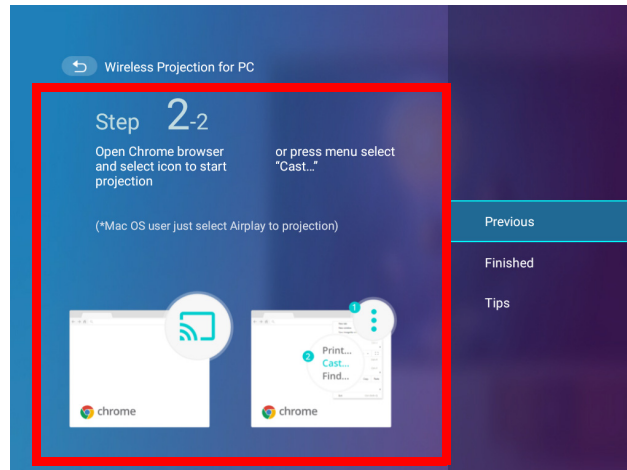 Wireless Projection for PC
Step 2-2
Open Chrome browser
and select icon to start
projection
or press menu select
“Cast…”
(*Mac OS user just select Airplay to projection)
chrome
1
2
Print...
Cast...
Find...
chrome
Previous
Finished
Tips